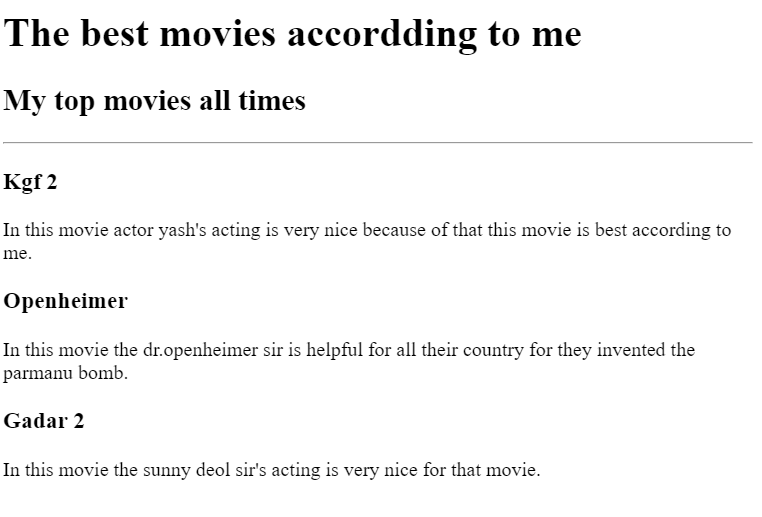 The best movies accordding to me
My top movies all times
Kgf 2
In this movie actor yash's acting is very nice because of that this movie is best according to
me.
Openheimer
In this movie the dr.openheimer sir is helpful for all their country for they invented the
parmanu bomb.
Gadar 2
In this movie the sunny deol sir's acting is very nice for that movie.